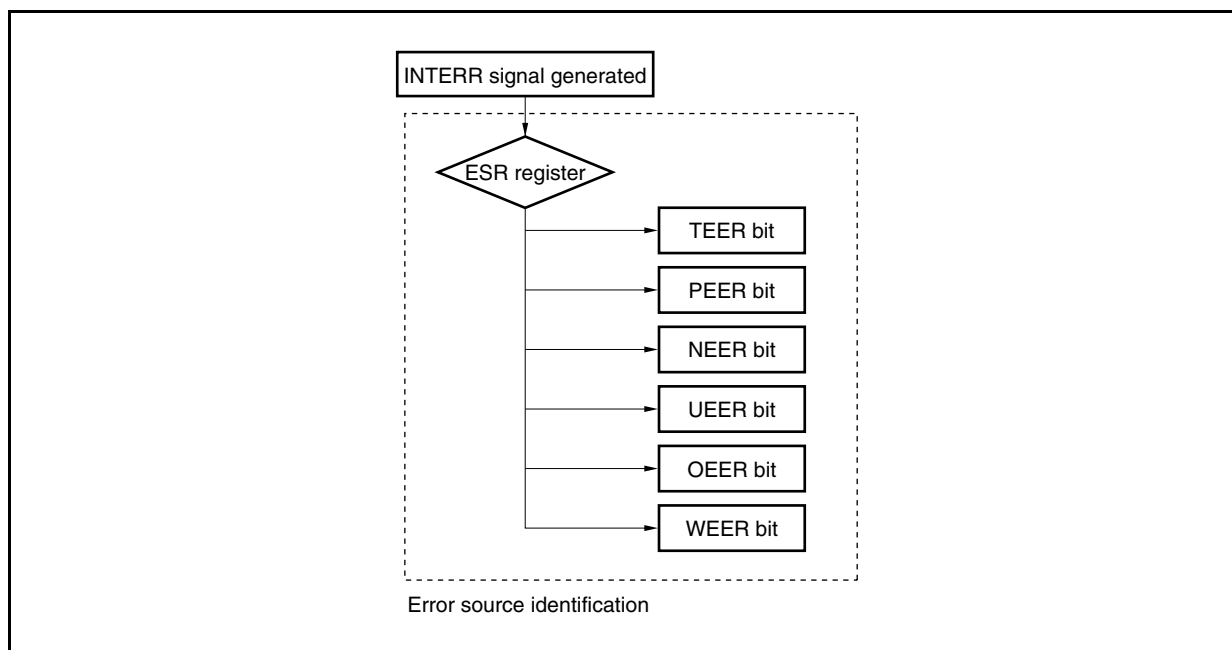 INTERR signal generated
ESR register
TEER bit
PEER bit
NEER bit
UEER bit
OEER bit
WEER bit
Error source identification